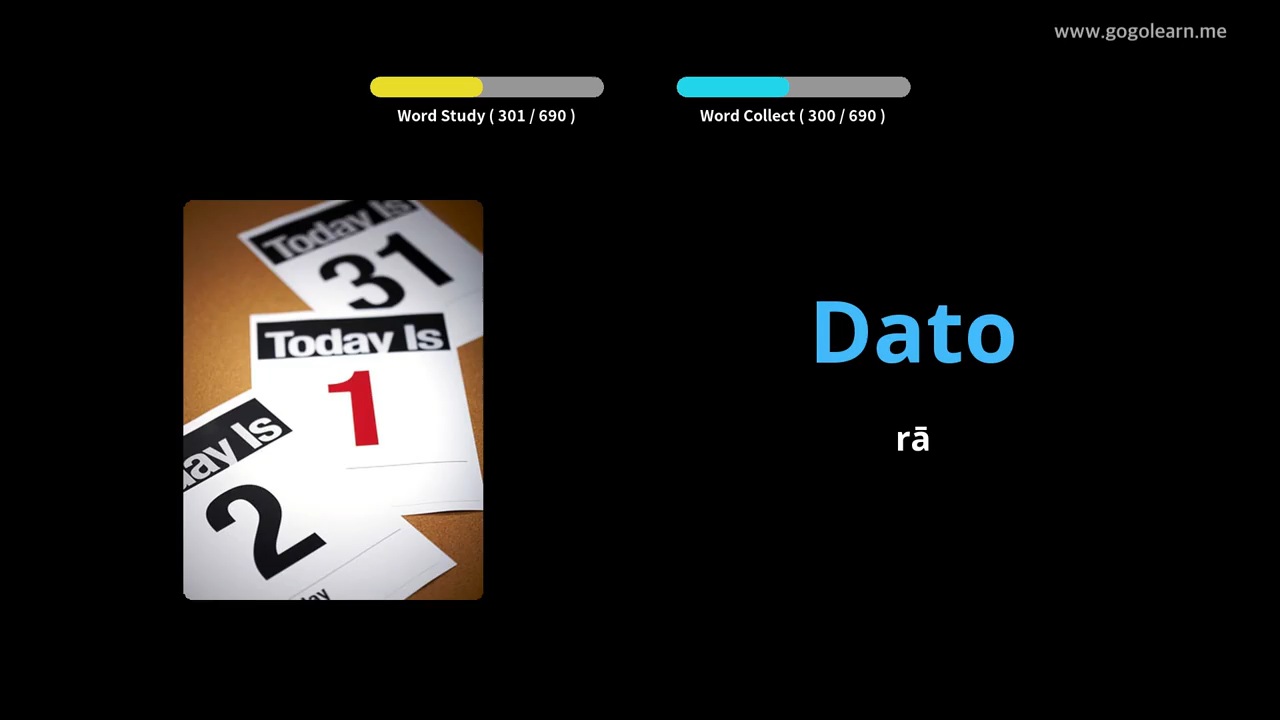 www.gogolearn.me
Word Study ( 301 / 690 )
Word Collect ( 300 / 690 )
Today Is
31
Today Is
1
day Is
2
Dato
rā